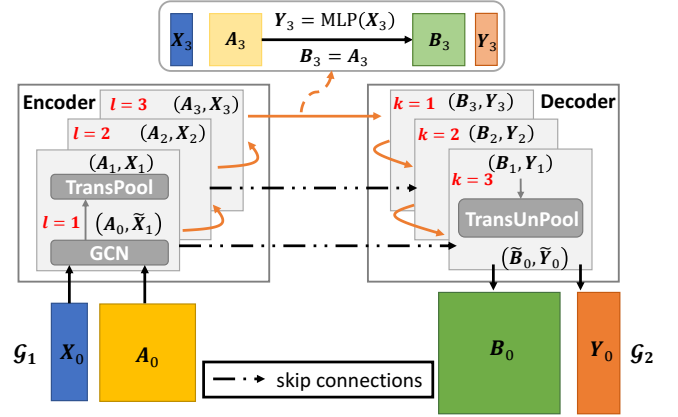 Y₃ = MLP(X₃)
X₃ A₃ B₃ Y₃
B₃ = A₃
Encoder
l = 3 (A₃, X₃)
l = 2 (A₂, X₂)
(A₁, X₁)
TransPool
l = 1 (A₀, X̃₁)
GCN
k = 1 (B₃, Y₃) Decoder
k = 2 (B₂, Y₂)
(B₁, Y₁)
k = 3
TransUnPool
(B̃₀, Ỹ₀)
𝒢₁ X₀ A₀
B₀ Y₀ 𝒢₂
skip connections